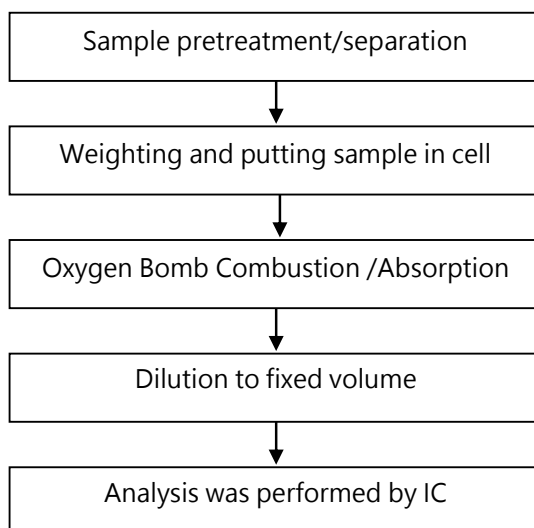 Sample pretreatment/separation
Weighting and putting sample in cell
Oxygen Bomb Combustion /Absorption
Dilution to fixed volume
Analysis was performed by IC